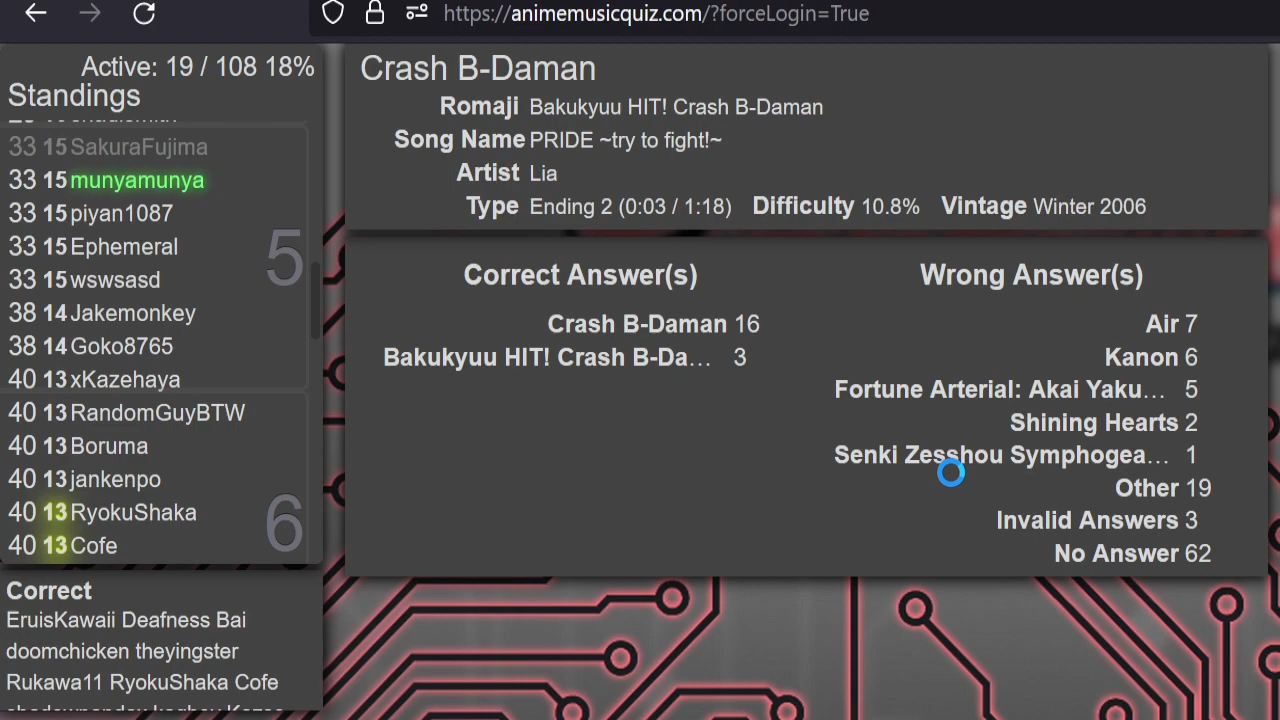 https://animemusicquiz.com/?forceLogin=True
Active: 19 / 108 18%
Standings
33 15 SakuraFujima
33 15 munyamunya
33 15 piyan1087
33 15 Ephemeral
33 15 wswsasd
5
38 14 Jakemonkey
38 14 Goko8765
40 13 xKazehaya
40 13 RandomGuyBTW
40 13 Boruma
40 13 jankenpo
40 13 RyokuShaka
40 13 Cofe
6
Correct
EruisKawaii Deafness Bai
doomchicken theyingster
Rukawa11 RyokuShaka Cofe
Crash B-Daman
Romaji Bakukyuu HIT! Crash B-Daman
Song Name PRIDE ~try to fight!~
Artist Lia
Type Ending 2 (0:03 / 1:18) Difficulty 10.8% Vintage Winter 2006
Correct Answer(s)
Crash B-Daman 16
Bakukyuu HIT! Crash B-Da... 3
Wrong Answer(s)
Air 7
Kanon 6
Fortune Arterial: Akai Yaku... 5
Shining Hearts 2
Senki Zesshou Symphogea... 1
Other 19
Invalid Answers 3
No Answer 62